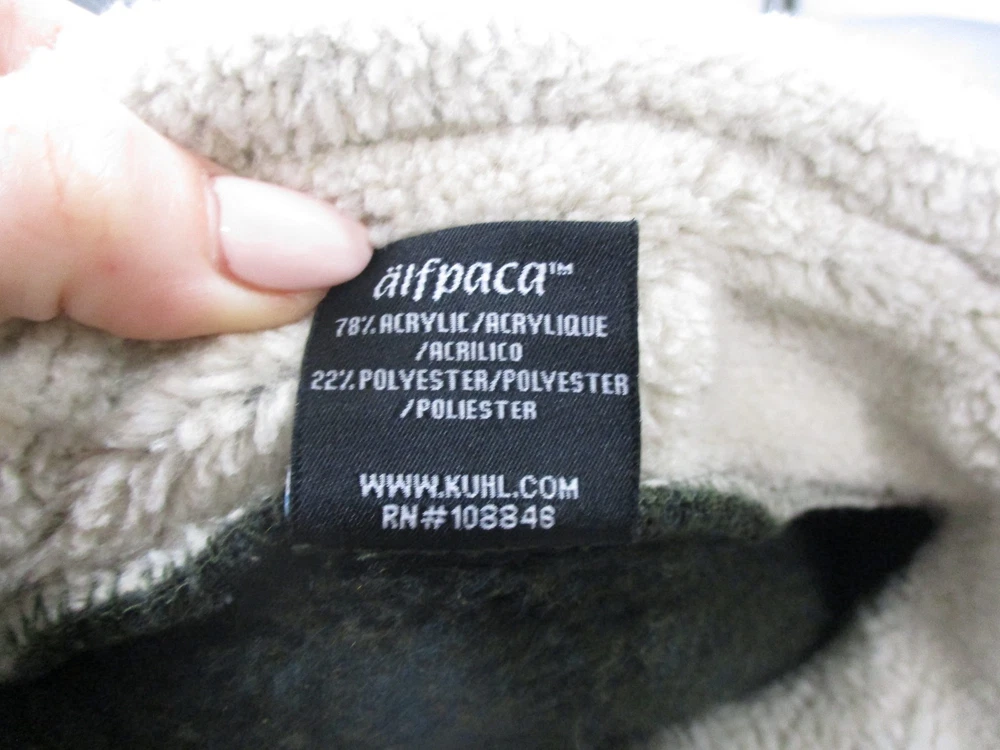 älfpaca™
78% ACRYLIC/ACRYLIQUE
/ACRILICO
22% POLYESTER/POLYESTER
/POLIESTER
WWW.KUHL.COM
RN#108846